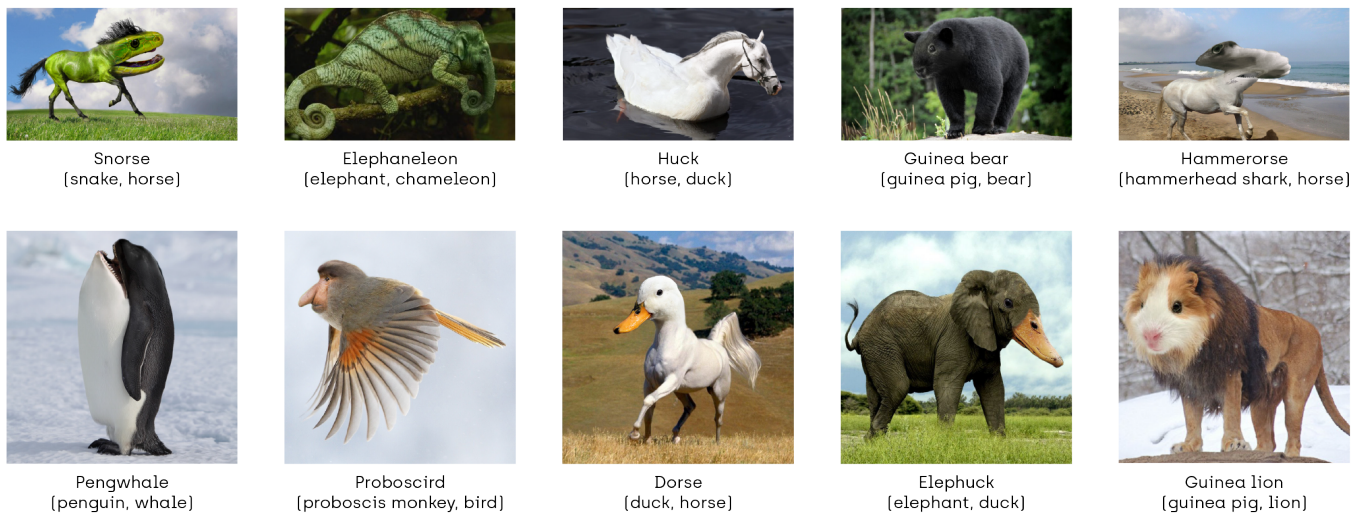 Snorse
(snake, horse)
Elephaneleon
(elephant, chameleon)
Huck
(horse, duck)
Guinea bear
(guinea pig, bear)
Hammerorse
(hammerhead shark, horse)
Pengwhale
(penguin, whale)
Proboscird
(proboscis monkey, bird)
Dorse
(duck, horse)
Elephuck
(elephant, duck)
Guinea lion
(guinea pig, lion)